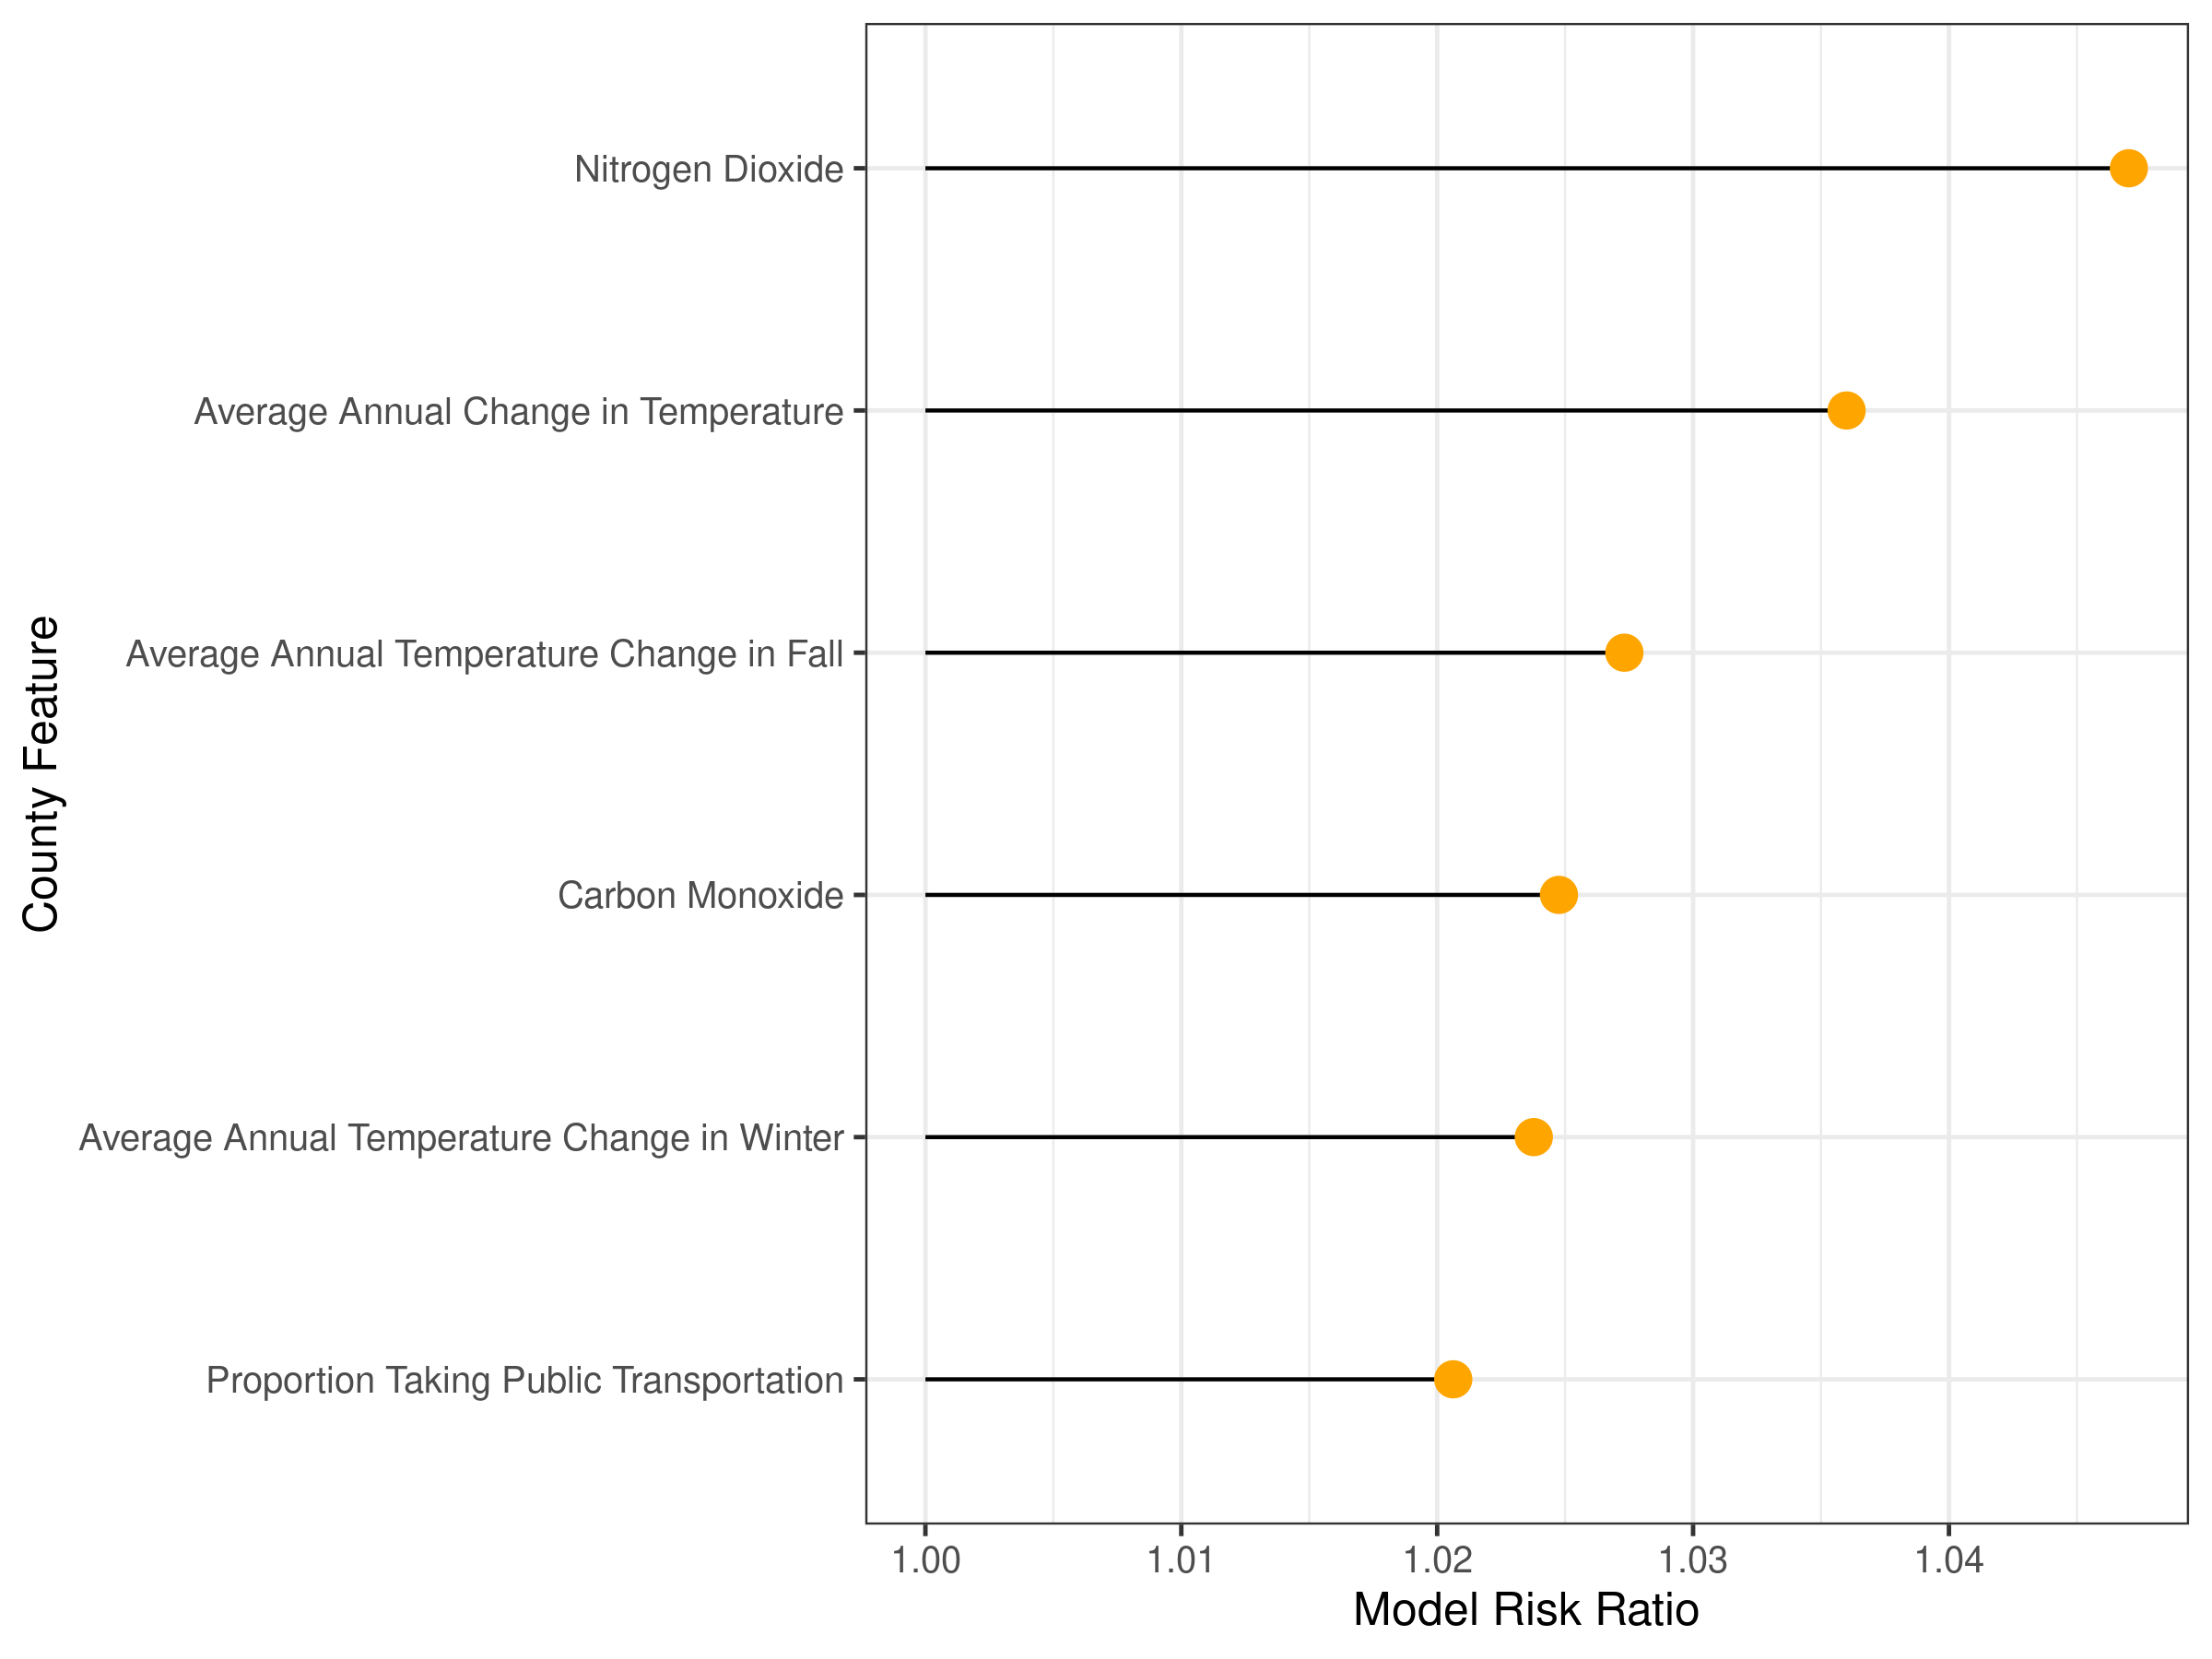 Nitrogen Dioxide
Average Annual Change in Temperature
Average Annual Temperature Change in Fall
Carbon Monoxide
Average Annual Temperature Change in Winter
Proportion Taking Public Transportation
County Feature
1.00 1.01 1.02 1.03 1.04
Model Risk Ratio